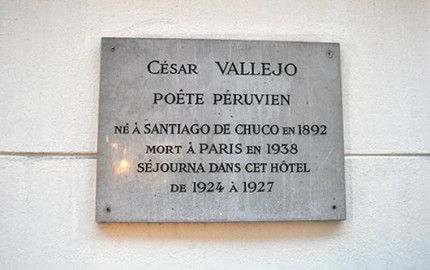 César VALLEJO
POÊTE PÉRUVIEN
NÉ À SANTIAGO DE CHUCO EN 1892
MORT À PARIS EN 1938
SÉJOURNA DANS CET HÔTEL
DE 1924 À 1927